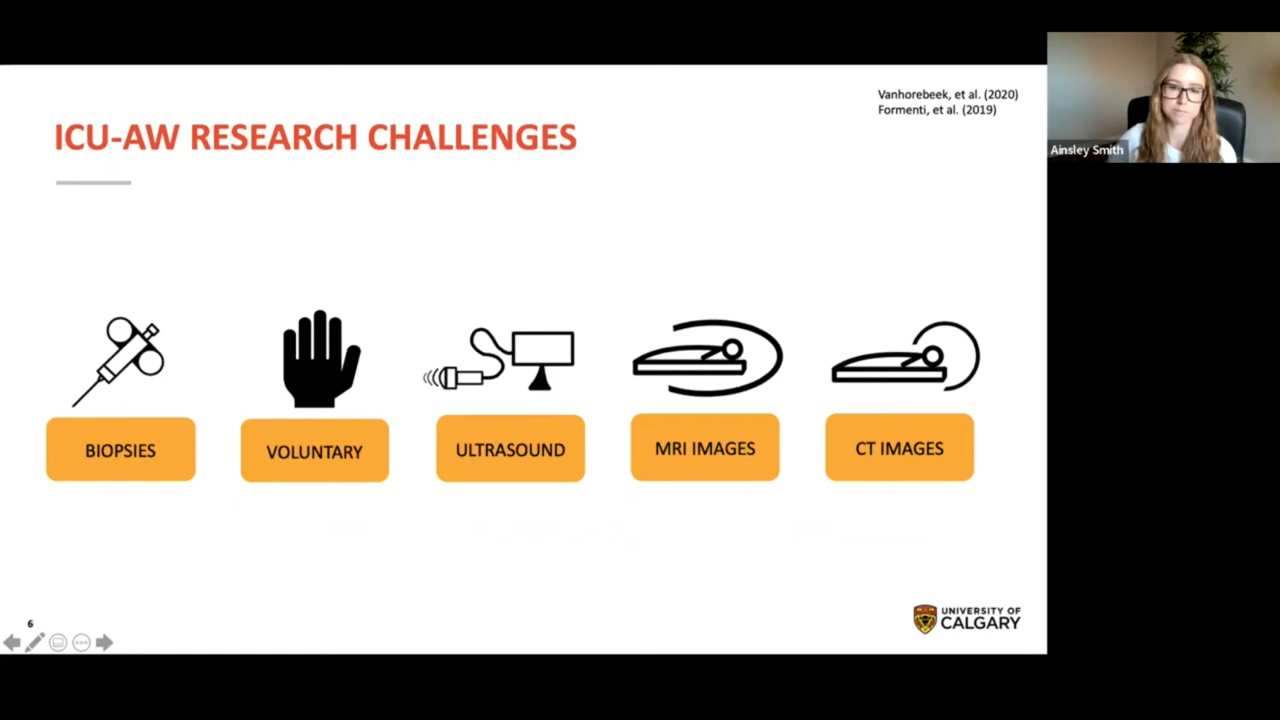 Vanhorebeek, et al. (2020)
Formenti, et al. (2019)
ICU-AW RESEARCH CHALLENGES
Ainsley Smith
BIOPSIES
VOLUNTARY
ULTRASOUND
MRI IMAGES
CT IMAGES
6
UNIVERSITY OF
CALGARY